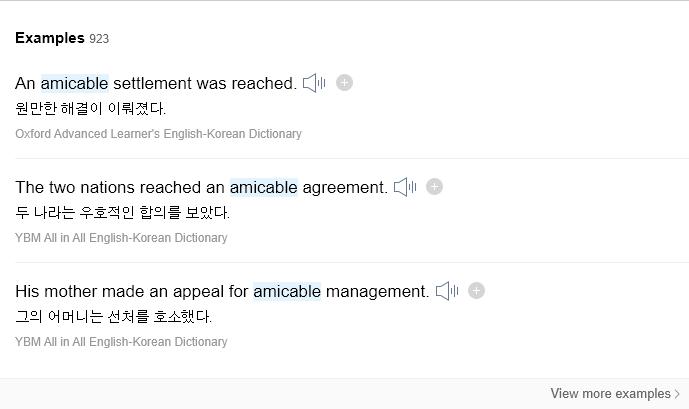 Examples 923
An amicable settlement was reached.
원만한 해결이 이뤄졌다.
Oxford Advanced Learner's English-Korean Dictionary
The two nations reached an amicable agreement.
두 나라는 우호적인 합의를 보았다.
YBM All in All English-Korean Dictionary
His mother made an appeal for amicable management.
그의 어머니는 선처를 호소했다.
YBM All in All English-Korean Dictionary
View more examples